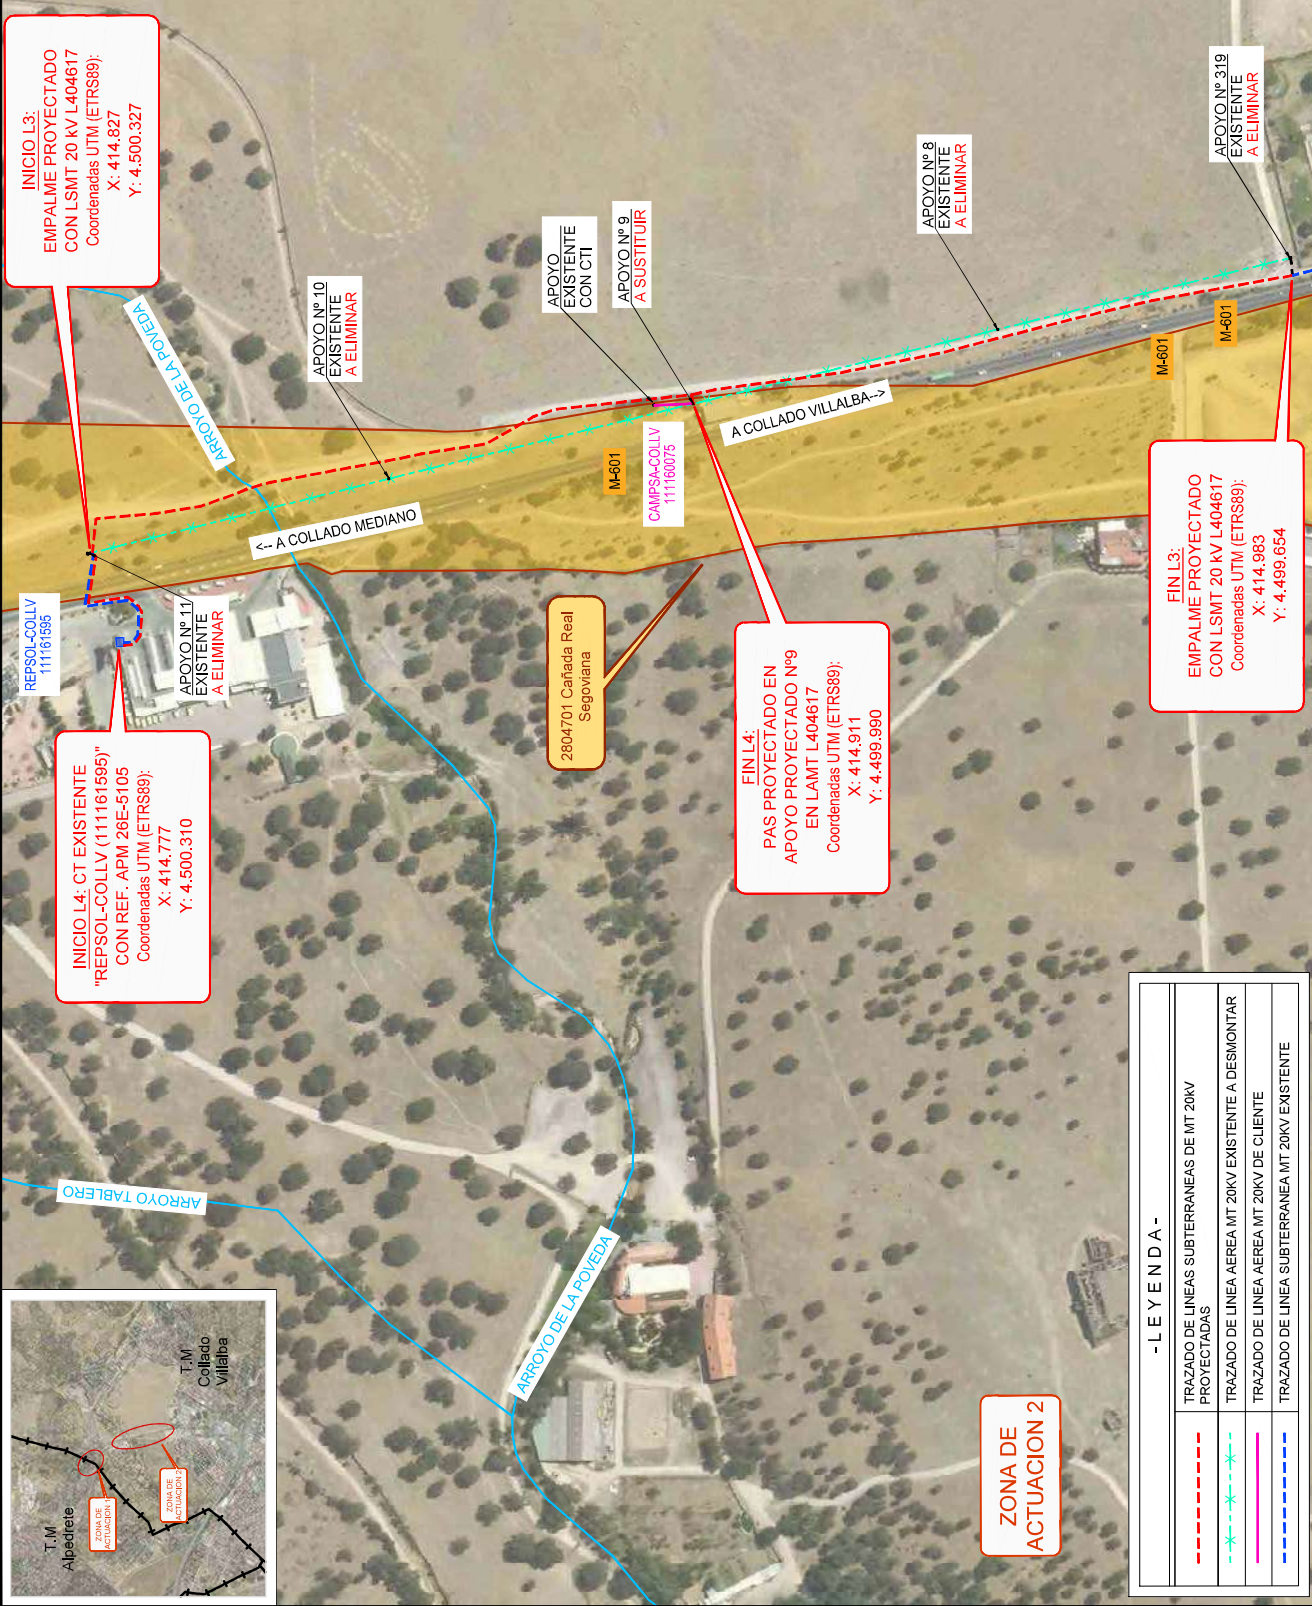 INICIO L3:
EMPALME PROYECTADO
CON LSMT 20 kV L404617
Coordenadas UTM (ETRS89):
X: 414.827
Y: 4.500.327
ARROYO DE LA POVEDA
APOYO Nº 10
EXISTENTE
A ELIMINAR
APOYO
EXISTENTE
CON CTI
APOYO Nº 9
A SUSTITUIR
APOYO Nº 8
EXISTENTE
A ELIMINAR
APOYO Nº 319
EXISTENTE
A ELIMINAR
<-- A COLLADO MEDIANO
M-601
CAMPSA-COLLV
111160075
A COLLADO VILLALBA-->
M-601
M-601
REPSOL-COLLV
111161595
APOYO Nº 11
EXISTENTE
A ELIMINAR
2804701 Cañada Real
Segoviana
INICIO L4: CT EXISTENTE
"REPSOL-COLLV (111161595)"
CON REF. APM 26E-5105
Coordenadas UTM (ETRS89):
X: 414.777
Y: 4.500.310
FIN L4:
PAS PROYECTADO EN
APOYO PROYECTADO Nº9
EN LAMT L404617
Coordenadas UTM (ETRS89):
X: 414.911
Y: 4.499.990
FIN L3:
EMPALME PROYECTADO
CON LSMT 20 kV L404617
Coordenadas UTM (ETRS89):
X: 414.983
Y: 4.499.654
ARROYO TABLERO
ARROYO DE LA POVEDA
T.M
Alpedrete
ZONA DE
ACTUACION 1
ZONA DE
ACTUACION 2
T.M
Collado
Villalba
ZONA DE
ACTUACION 2
- L E Y E N D A -
TRAZADO DE LINEAS SUBTERRANEAS DE MT 20kV
PROYECTADAS
TRAZADO DE LINEA AEREA MT 20KV EXISTENTE A DESMONTAR
TRAZADO DE LINEA AEREA MT 20KV DE CLIENTE
TRAZADO DE LINEA SUBTERRANEA MT 20KV EXISTENTE